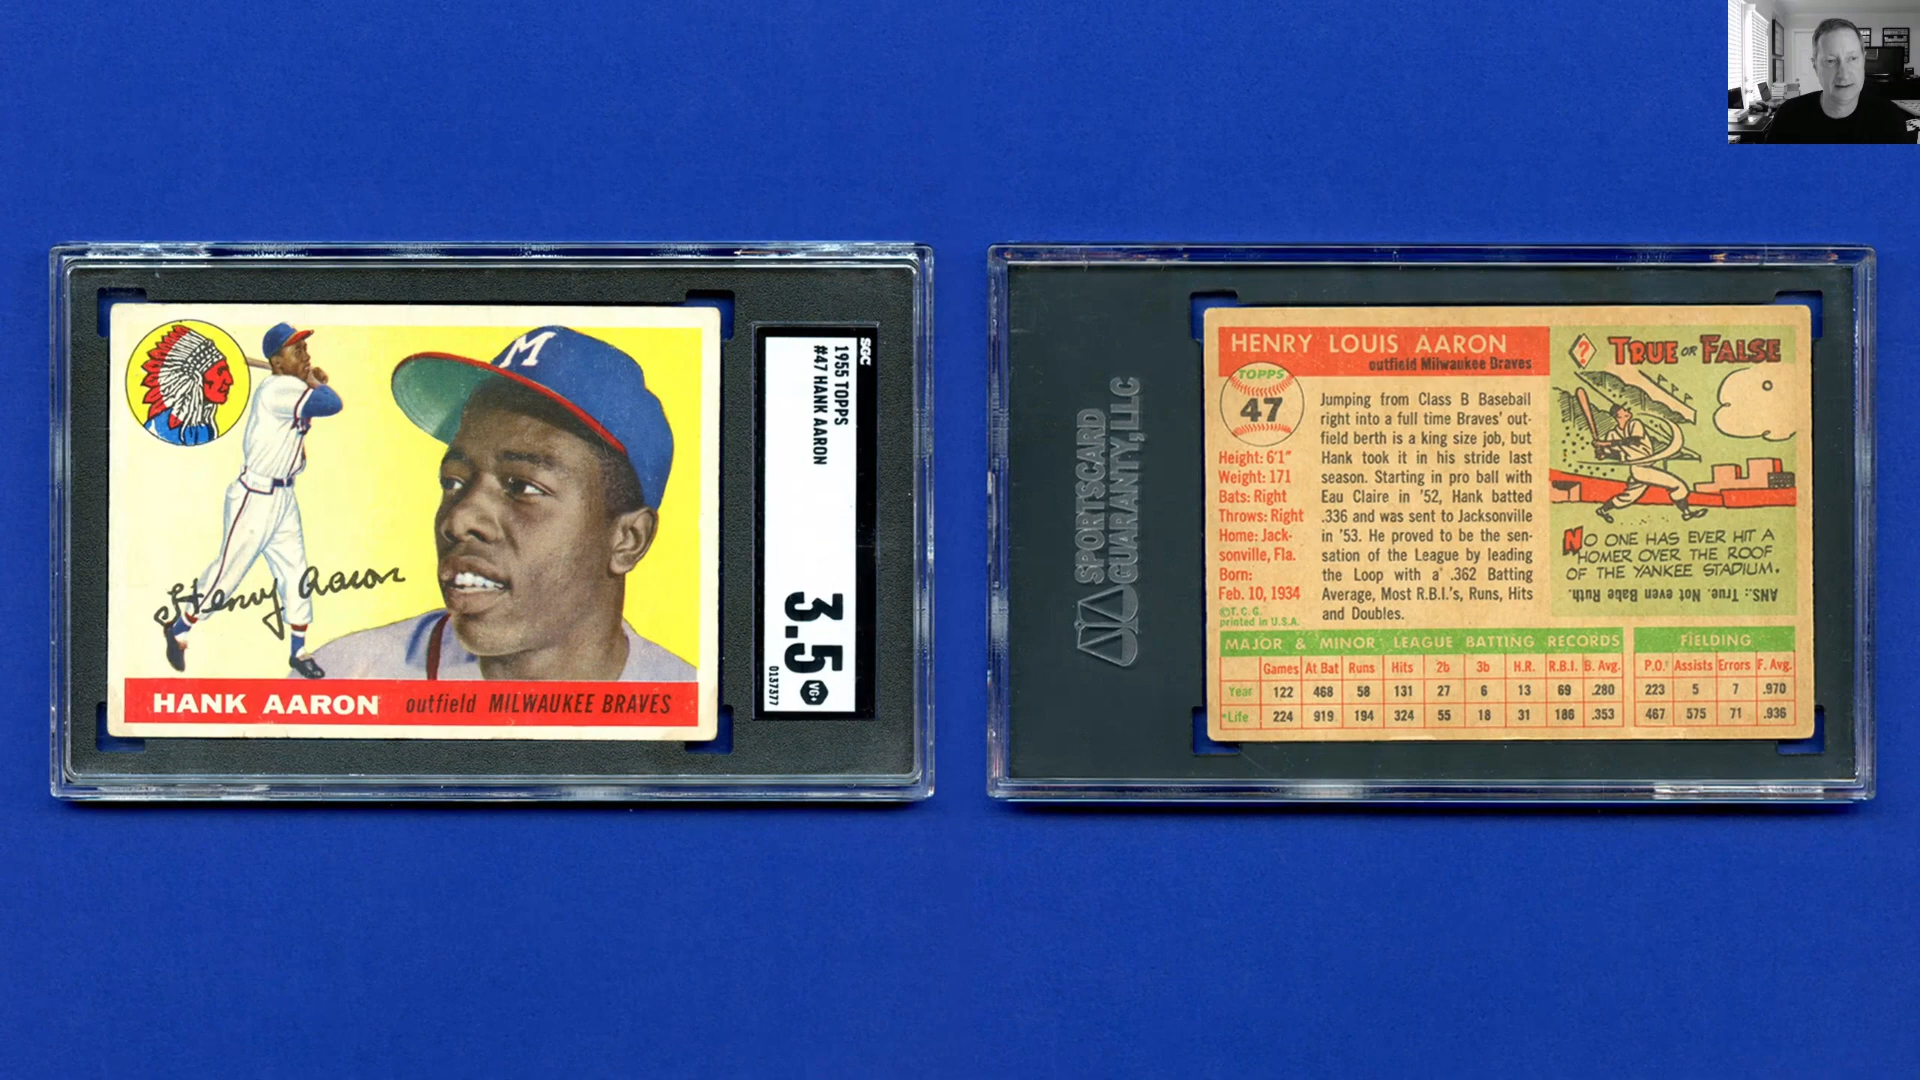 M
Henry Aaron
HANK AARON outfield MILWAUKEE BRAVES
SGC
1955 TOPPS
#47 HANK AARON
3.5
VG+
0137377
SPORTSCARD
GUARANTY, LLC
HENRY LOUIS AARON
outfield Milwaukee Braves
TOPPS
47
Height: 6'1"
Weight: 171
Bats: Right
Throws: Right
Home: Jack-
sonville, Fla.
Born:
Feb. 10, 1934
©T. C. G.
printed in U.S.A.
Jumping from Class B Baseball
right into a full time Braves' out-
field berth is a king size job, but
Hank took it in his stride last
season. Starting in pro ball with
Eau Claire in '52, Hank batted
.336 and was sent to Jacksonville
in '53. He proved to be the sen-
sation of the League by leading
the Loop with a .362 Batting
Average, Most R.B.I.'s, Runs, Hits
and Doubles.
? TRUE OR FALSE
NO ONE HAS EVER HIT A
HOMER OVER THE ROOF
OF THE YANKEE STADIUM.
ANS.: True. Not even Babe Ruth.
MAJOR & MINOR LEAGUE BATTING RECORDS FIELDING
Games At Bat Runs Hits 2b 3b H.R. R.B.I. B. Avg. P.O. Assists Errors F. Avg.
Year 122 468 58 131 27 6 13 69 .280 223 5 7 .970
*Life 224 919 194 324 55 18 31 186 .353 467 575 71 .936